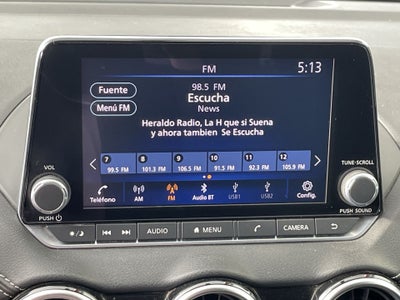 FM
5:13
Fuente
98.5 FM
Escucha
News
Menú FM
Heraldo Radio, La H que si Suena
y ahora tambien Se Escucha
VOL
TUNE·SCROLL
7 8 9 10 11 12
99.5 FM 101.3 FM 106.5 FM 91.5 FM 92.3 FM 105.9 FM
Teléfono AM FM Audio BT USB1 USB2 Config.
PUSH
PUSH SOUND
AUDIO MENU CAMERA